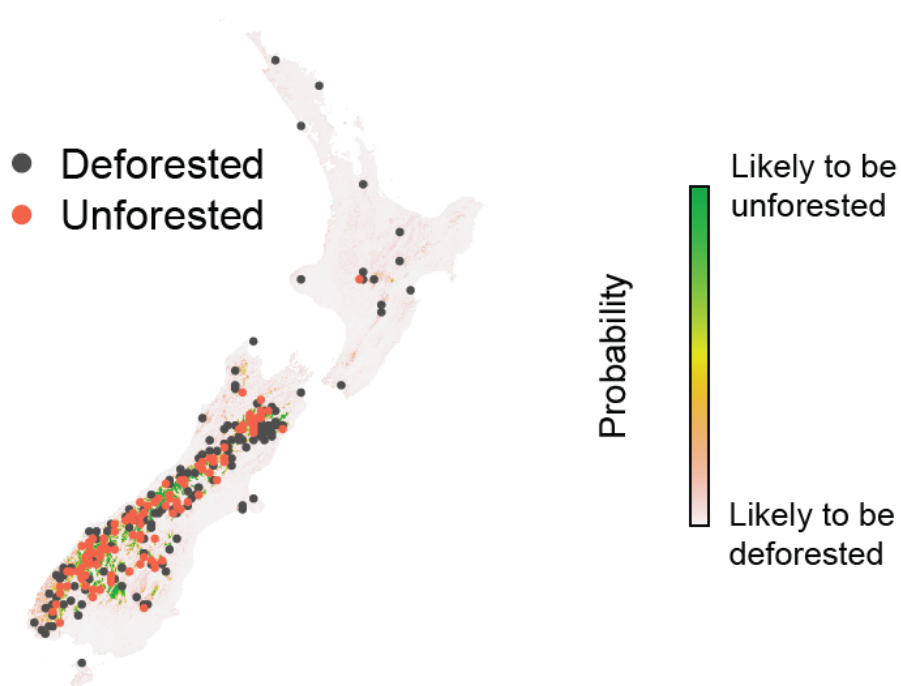 Deforested
Unforested
Likely to be
unforested
Probability
Likely to be
deforested